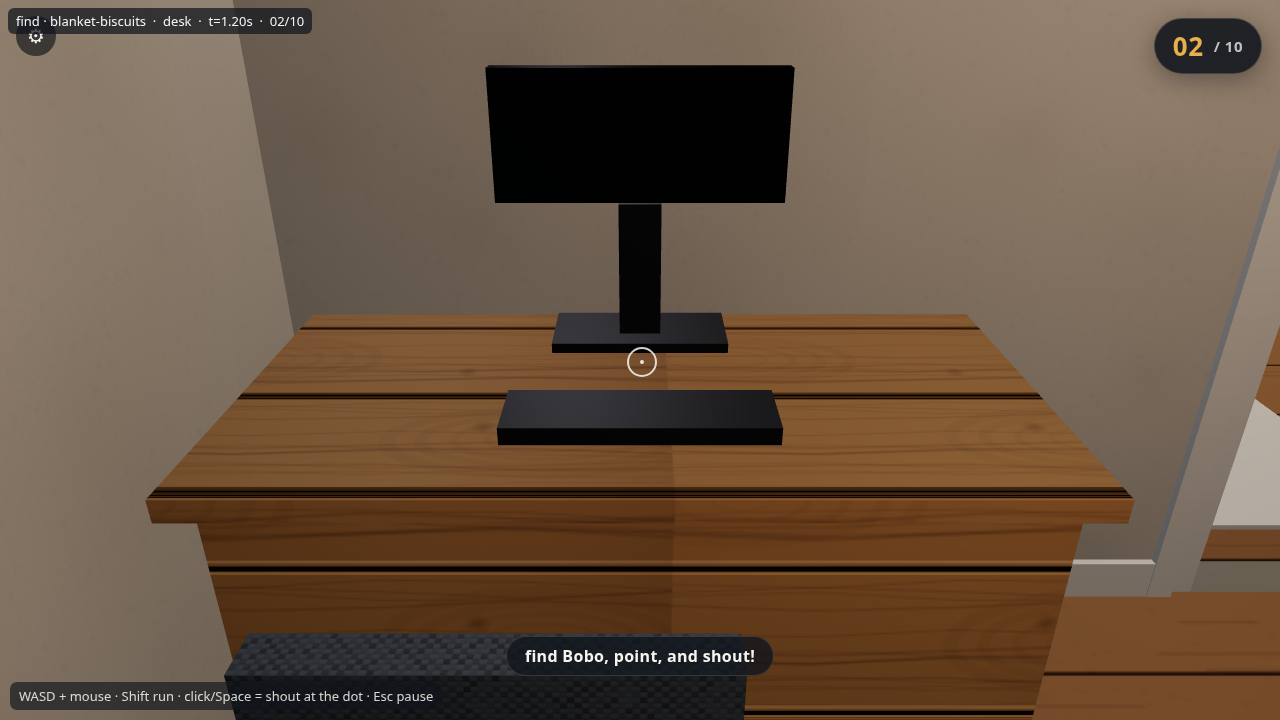 find · blanket-biscuits · desk · t=1.20s · 02/10
02 / 10
find Bobo, point, and shout!
WASD + mouse · Shift run · click/Space = shout at the dot · Esc pause